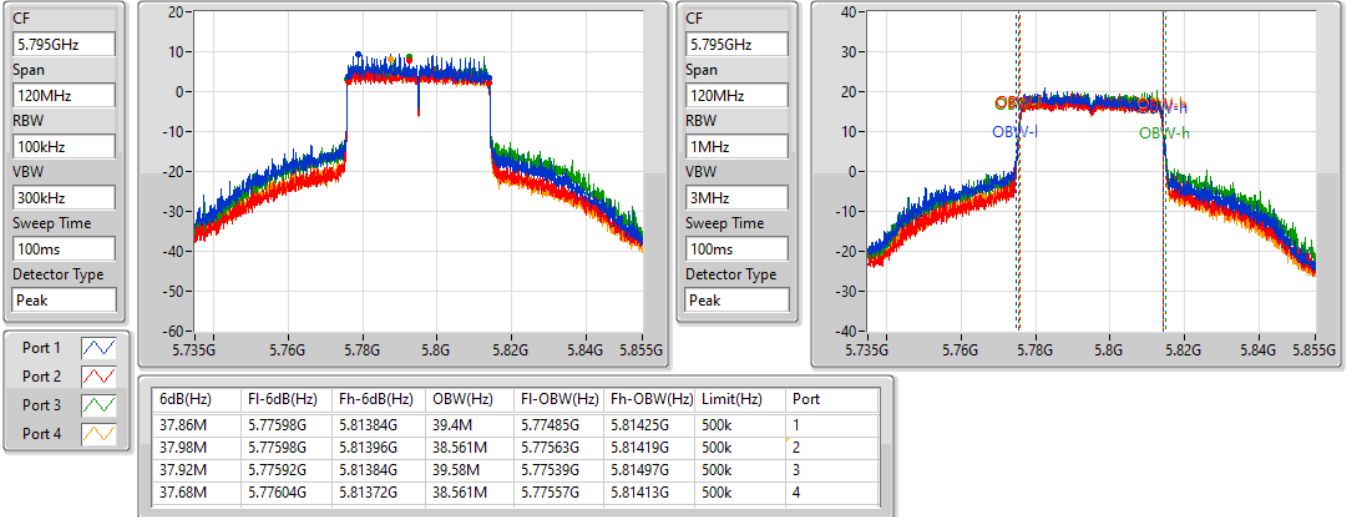 CF
5.795GHz
Span
120MHz
RBW
100kHz
VBW
300kHz
Sweep Time
100ms
Detector Type
Peak
20
10
0
-10
-20
-30
-40
-50
-60
5.735G 5.76G 5.78G 5.8G 5.82G 5.84G 5.855G
CF
5.795GHz
Span
120MHz
RBW
1MHz
VBW
3MHz
Sweep Time
100ms
Detector Type
Peak
40
30
20
10
0
-10
-20
-30
-40
OBW-h
OBW-l OBW-h
5.735G 5.76G 5.78G 5.8G 5.82G 5.84G 5.855G
Port 1
Port 2
Port 3
Port 4
6dB(Hz) Fl-6dB(Hz) Fh-6dB(Hz) OBW(Hz) Fl-OBW(Hz) Fh-OBW(Hz) Limit(Hz) Port
37.86M 5.77598G 5.81384G 39.4M 5.77485G 5.81425G 500k 1
37.98M 5.77598G 5.81396G 38.561M 5.77563G 5.81419G 500k 2
37.92M 5.77592G 5.81384G 39.58M 5.77539G 5.81497G 500k 3
37.68M 5.77604G 5.81372G 38.561M 5.77557G 5.81413G 500k 4